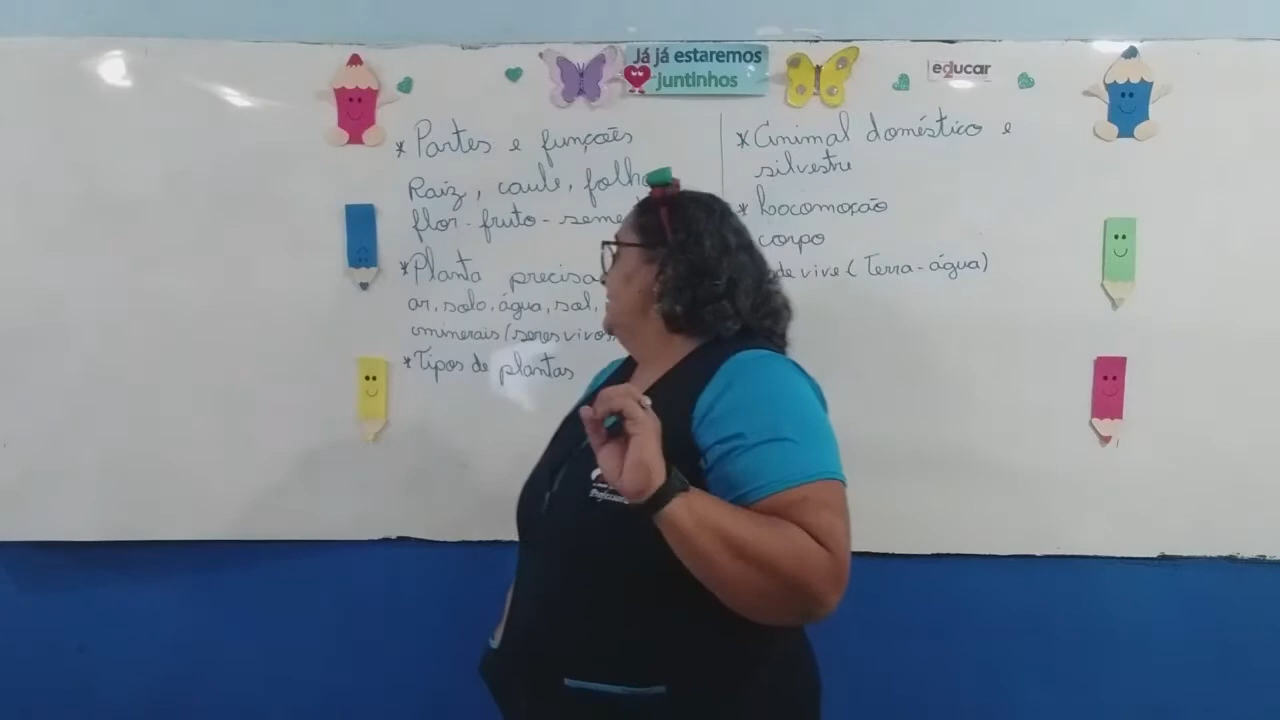 Já já estaremos
juntinhos
educar
* Partes e funções
Raiz, caule, folha
flor - fruto - seme
* Planta precisa
ar, solo, água, sol,
minerais (seres vivos)
* Tipos de plantas
* Animal doméstico e
silvestre
* Locomoção
corpo
de vive (Terra - água)